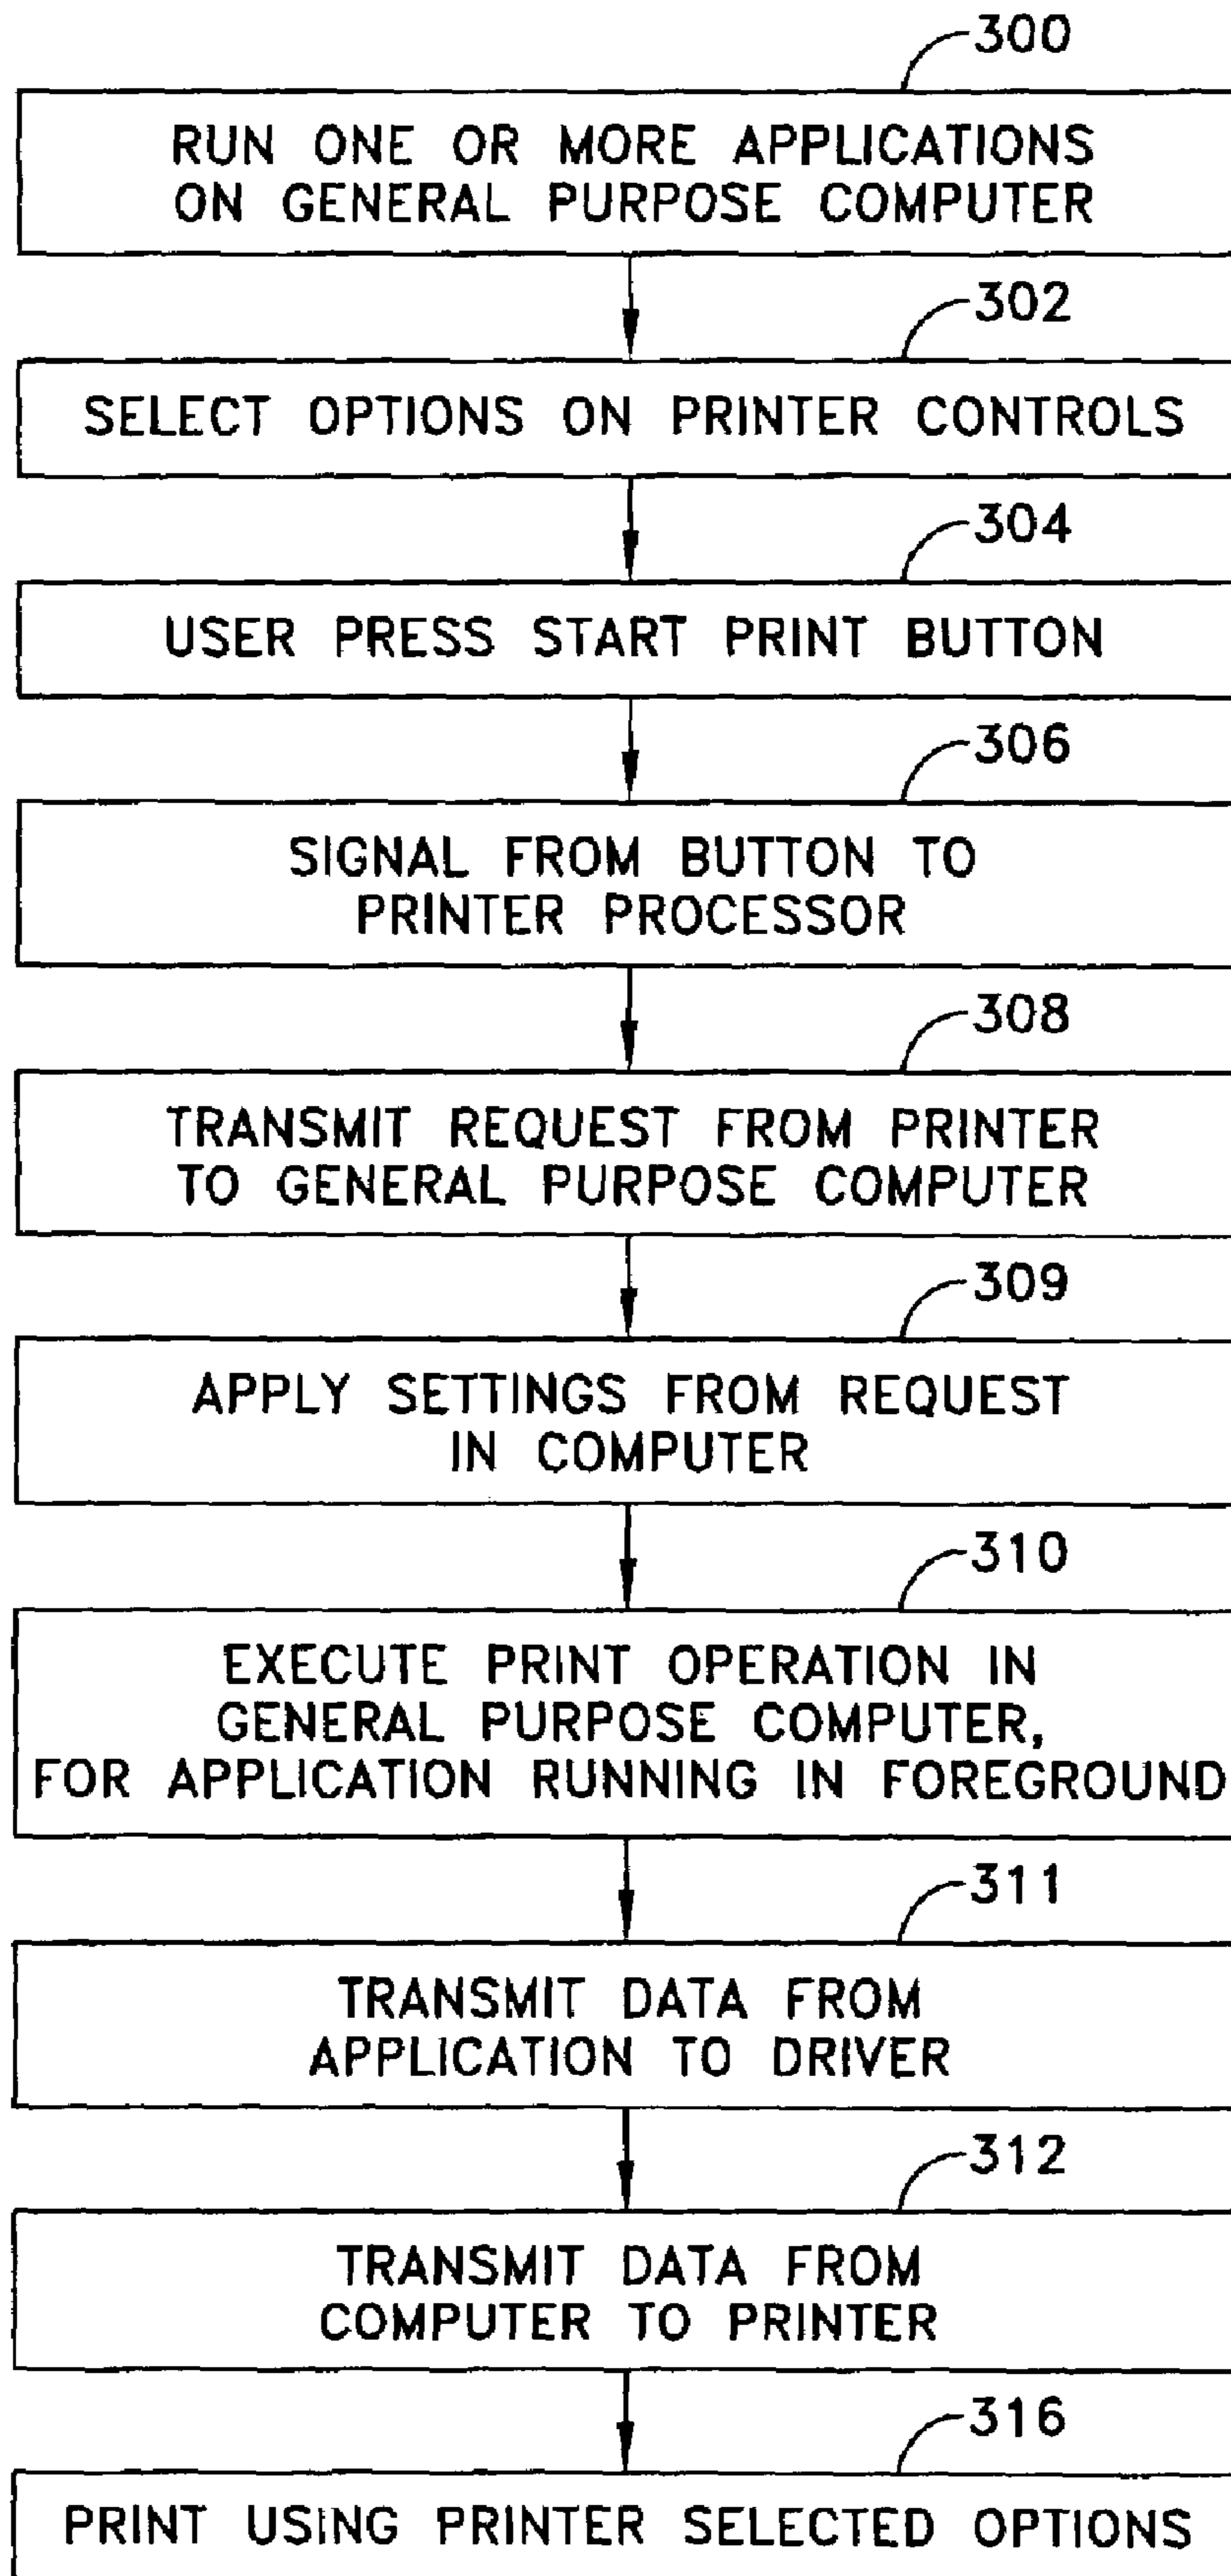 300
RUN ONE OR MORE APPLICATIONS
ON GENERAL PURPOSE COMPUTER
302
SELECT OPTIONS ON PRINTER CONTROLS
304
USER PRESS START PRINT BUTTON
306
SIGNAL FROM BUTTON TO
PRINTER PROCESSOR
308
TRANSMIT REQUEST FROM PRINTER
TO GENERAL PURPOSE COMPUTER
309
APPLY SETTINGS FROM REQUEST
IN COMPUTER
310
EXECUTE PRINT OPERATION IN
GENERAL PURPOSE COMPUTER,
FOR APPLICATION RUNNING IN FOREGROUND
311
TRANSMIT DATA FROM
APPLICATION TO DRIVER
312
TRANSMIT DATA FROM
COMPUTER TO PRINTER
316
PRINT USING PRINTER SELECTED OPTIONS